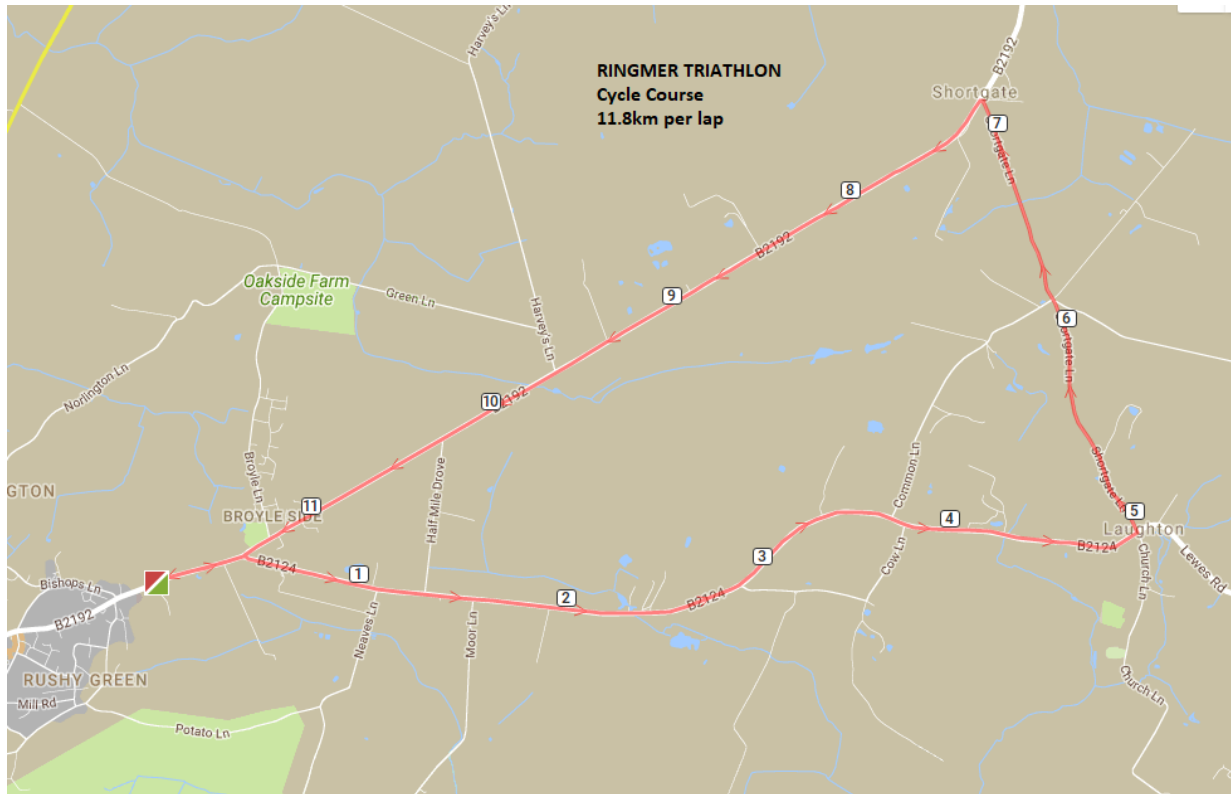 RINGMER TRIATHLON
Cycle Course
11.8km per lap
Harvey's Ln
B2192
Shortgate
7
Shortgate Ln
8
B2192
Oakside Farm
Campsite
Green Ln
9
Harvey's Ln
6
Shortgate Ln
Norlington Ln
10
B2192
Broyle Ln
Half Mile Drove
Common Ln
Shortgate Ln
GTON
11
BROYLE SIDE
5
Laughton
4
B2124
Lewes Rd
3
Cow Ln
Church Ln
B2124
1
2
B2124
Bishops Ln
B2192
Neaves Ln
Moor Ln
RUSHY GREEN
Mill Rd
Potato Ln
Church Ln